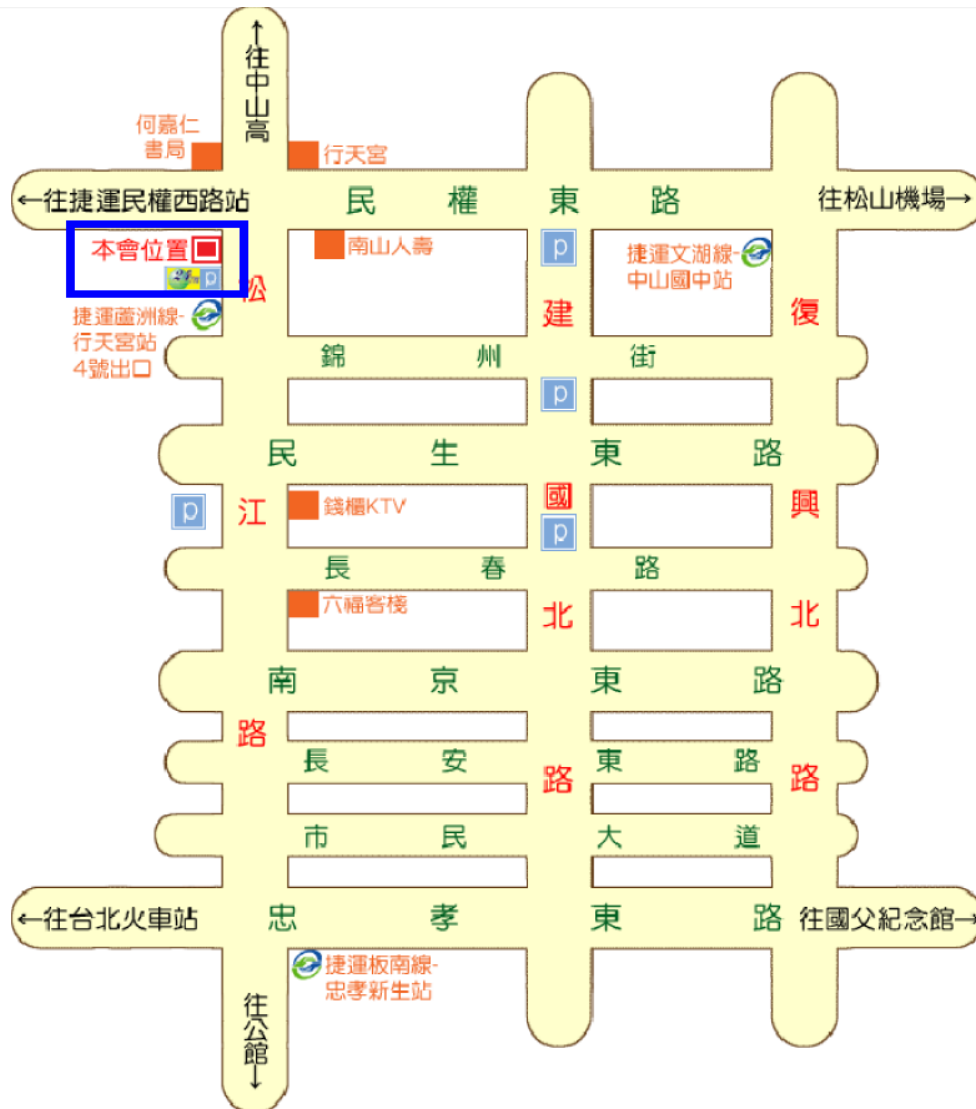 ↑往中山高
何嘉仁
書局
行天宮
←往捷運民權西路站
民權東路
往松山機場→
本會位置
24時 P
南山人壽
P
捷運文湖線-
中山國中站
捷運蘆洲線-
行天宮站
4號出口
松江路
建國北路
復興北路
錦州街
P
民生東路
P
錢櫃KTV
P
長春路
六福客棧
南京東路
長安東路
市民大道
←往台北火車站
忠孝東路
往國父紀念館→
捷運板南線-
忠孝新生站
往公館↓